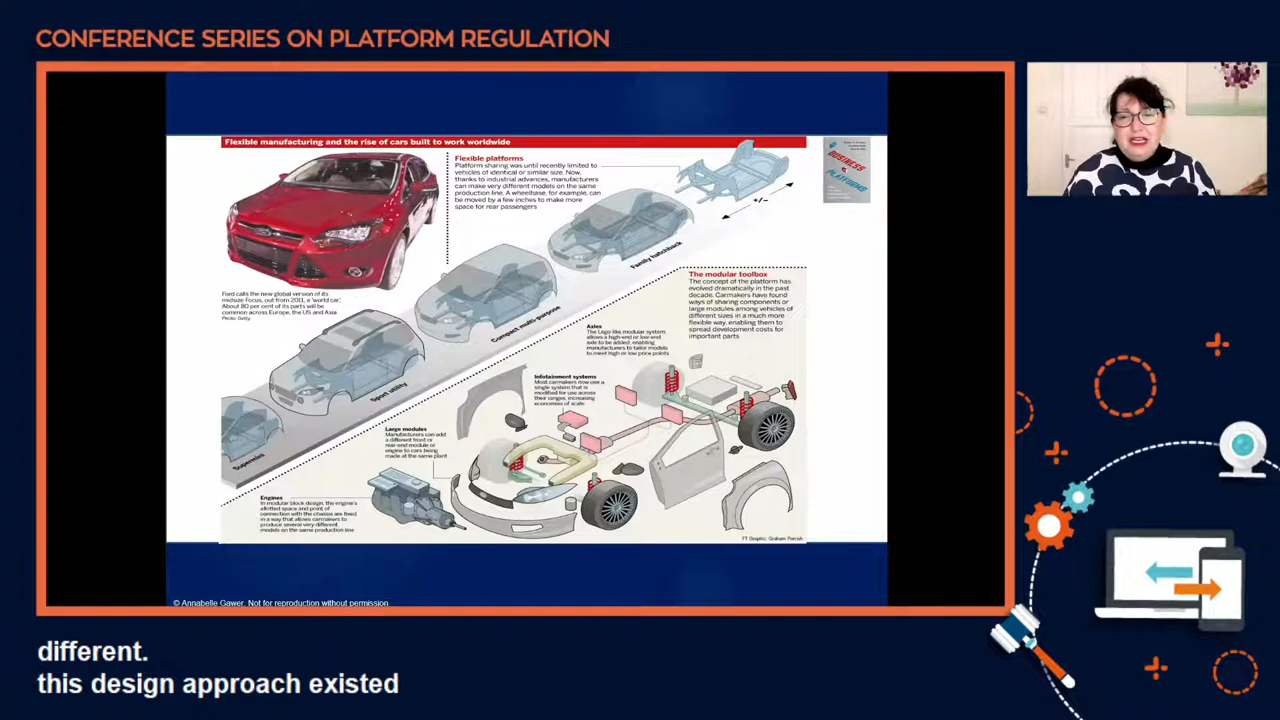 CONFERENCE SERIES ON PLATFORM REGULATION
Flexible manufacturing and the rise of cars built to work worldwide
Flexible platforms
Platform sharing was until recently limited to
vehicles of identical or similar size. Now,
thanks to industrial advances, manufacturers
can make very different models on the same
production line. A wheelbase, for example, can
be moved by a few inches to make more
space for rear passengers
+/-
BUSINESS
PLATFORMS
Family hatchback
Compact multi-purpose
Sport utility
Supermini
Ford calls the new global version of its
midsize Focus, out from 2011, a 'world car'.
About 80 per cent of its parts will be
common across Europe, the US and Asia
Photo: Getty
The modular toolbox
The concept of the platform has
evolved dramatically in the past
decade. Carmakers have found
ways of sharing components or
large modules among vehicles of
different sizes in a much more
flexible way, enabling them to
spread development costs for
important parts
Axles
The Lego-like modular system
allows a high-end or low-end
axle to be added, enabling
manufacturers to tailor models
to meet high or low price points
Infotainment systems
Most carmakers now use a
single system that is
modified for use across
their ranges, increasing
economies of scale
Large modules
Manufacturers can add
a different front or
rear-end module or
engine to cars being
made at the same plant
Engines
In modular block design, the engine's
allotted space and point of
connection with the chassis are fixed
in a way that allows carmakers to
produce several very different
models on the same production line
FT Graphic Graham Parrish
© Annabelle Gawer. Not for reproduction without permission
different.
this design approach existed